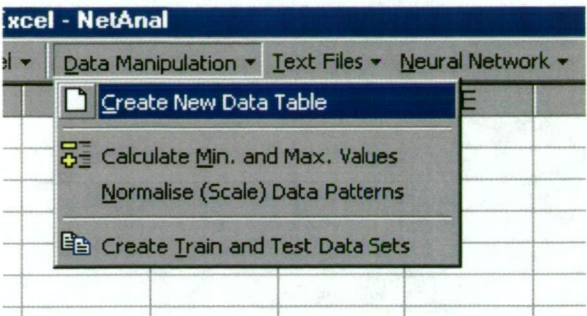 Excel - NetAnal
Data Manipulation Text Files Neural Network
Create New Data Table
E
Calculate Min. and Max. Values
Normalise (Scale) Data Patterns
Create Train and Test Data Sets